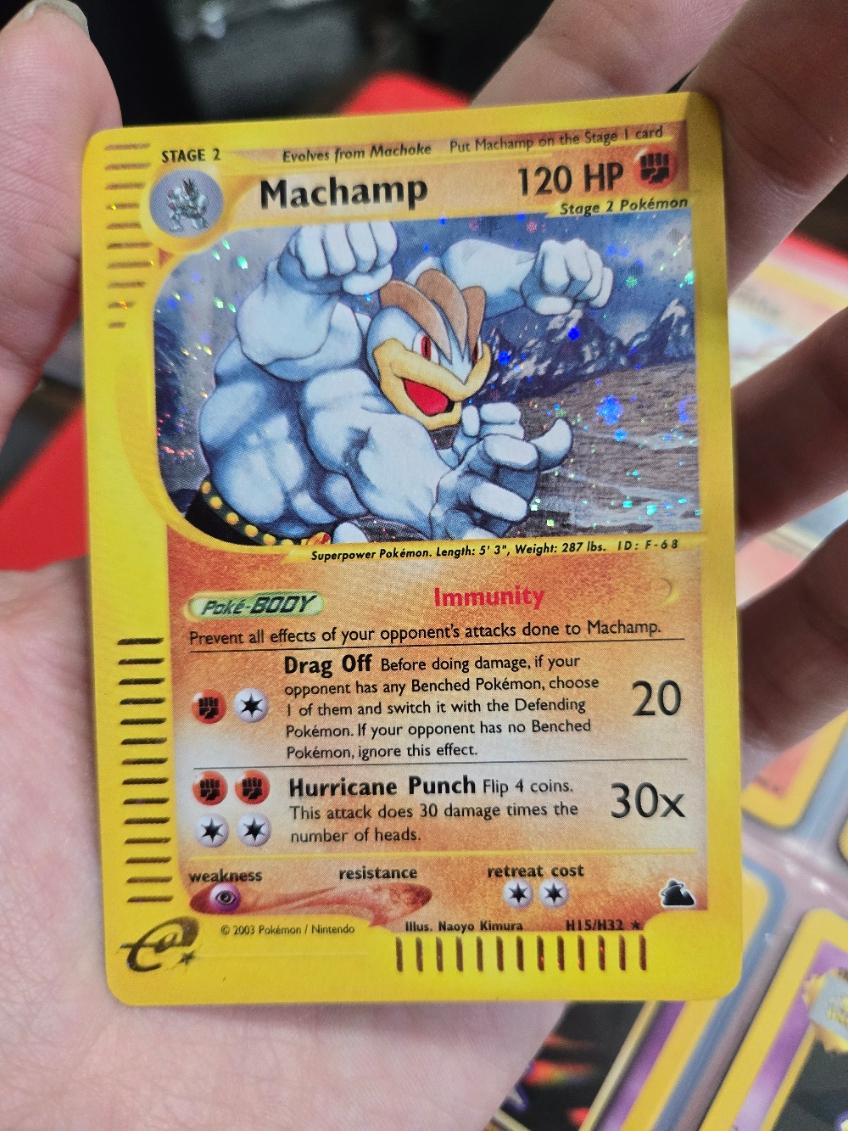 STAGE 2 Evolves from Machoke Put Machamp on the Stage 1 card
Machamp 120 HP
Stage 2 Pokémon
Superpower Pokémon. Length: 5' 3", Weight: 287 lbs. ID: F-68
Poké-BODY Immunity
Prevent all effects of your opponent's attacks done to Machamp.
Drag Off Before doing damage, if your
opponent has any Benched Pokémon, choose
1 of them and switch it with the Defending
Pokémon. If your opponent has no Benched
Pokémon, ignore this effect.
20
Hurricane Punch Flip 4 coins.
This attack does 30 damage times the
number of heads.
30x
weakness resistance retreat cost
© 2003 Pokémon / Nintendo Illus. Naoyo Kimura H15/H32 ★
e